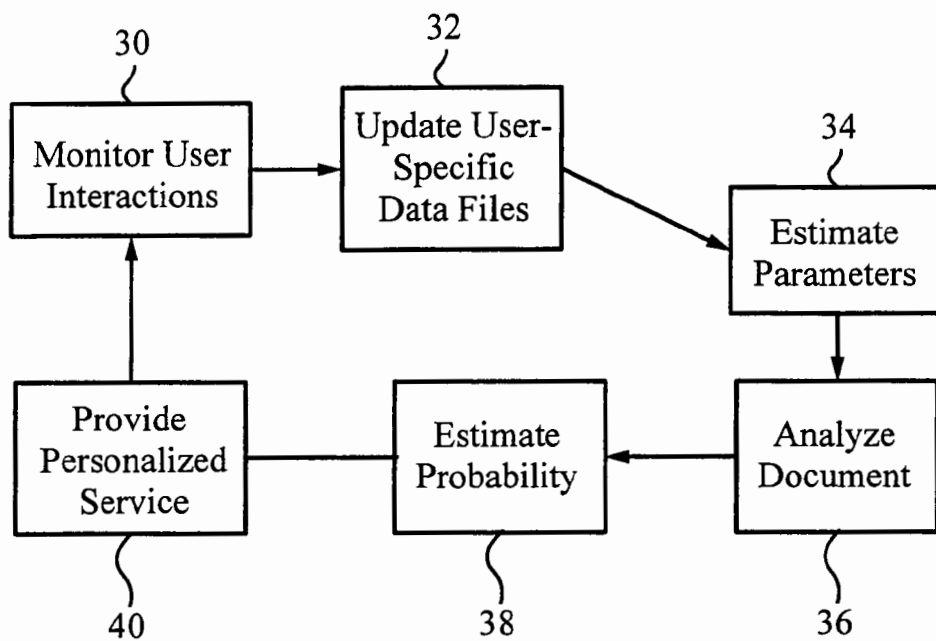 30
32
34
Monitor User
Interactions
Update User-
Specific
Data Files
Estimate
Parameters
Provide
Personalized
Service
Estimate
Probability
Analyze
Document
40
38
36